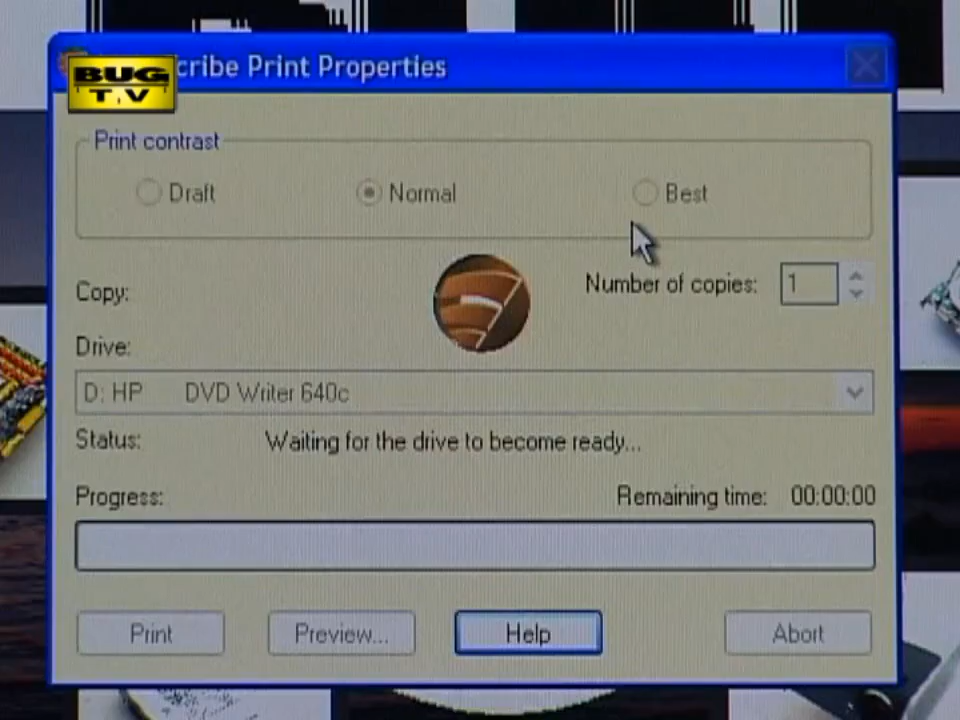 BUG
T.V
cribe Print Properties
Print contrast
Draft
Normal
Best
Copy:
Number of copies: 1
Drive:
D: HP DVD Writer 640c
Status: Waiting for the drive to become ready...
Progress:
Remaining time: 00:00:00
Print
Preview...
Help
Abort